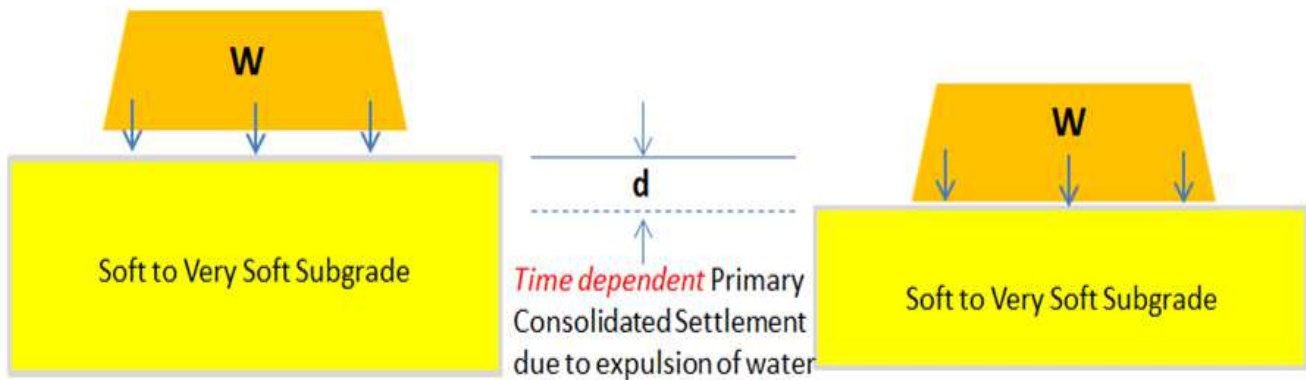 W
Soft to Very Soft Subgrade
d
Time dependent Primary
Consolidated Settlement
due to expulsion of water
W
Soft to Very Soft Subgrade